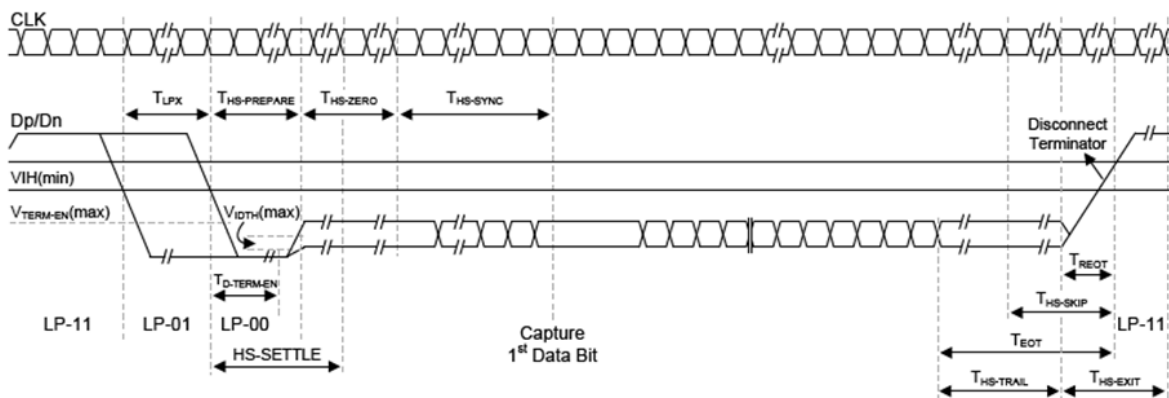 CLK
TLPX
THS-PREPARE
THS-ZERO
THS-SYNC
Dp/Dn
Disconnect
Terminator
VIH(min)
VTERM-EN(max)
VIDTH(max)
TD-TERM-EN
TREOT
THS-SKIP
LP-11
LP-01
LP-00
LP-11
Capture
1st Data Bit
HS-SETTLE
TEOT
THS-TRAIL
THS-EXIT